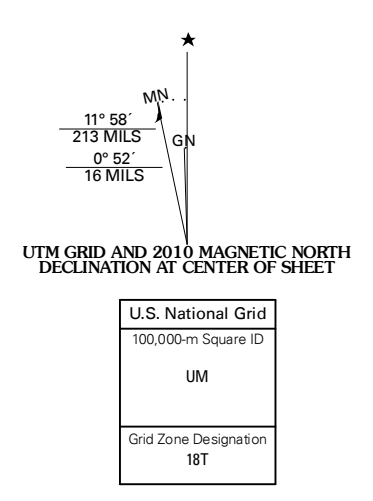 ★
MN
11° 58´
213 MILS
GN
0° 52´
16 MILS
UTM GRID AND 2010 MAGNETIC NORTH
DECLINATION AT CENTER OF SHEET
U.S. National Grid
100,000-m Square ID
UM
Grid Zone Designation
18T